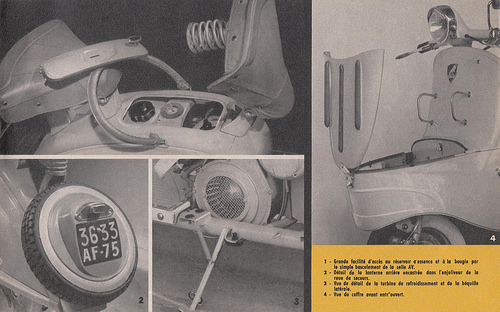 36-33
AF-75
2
3
4
1 - Grande facilité d'accès au réservoir d'essence et à la bougie par
le simple basculement de la selle AV.
2 - Détail de la lanterne arrière encastrée dans l'enjoliveur de la
roue de secours.
3 - Vue de détail de la turbine de refroidissement et de la béquille
latérale.
4 - Vue du coffre avant entr'ouvert.